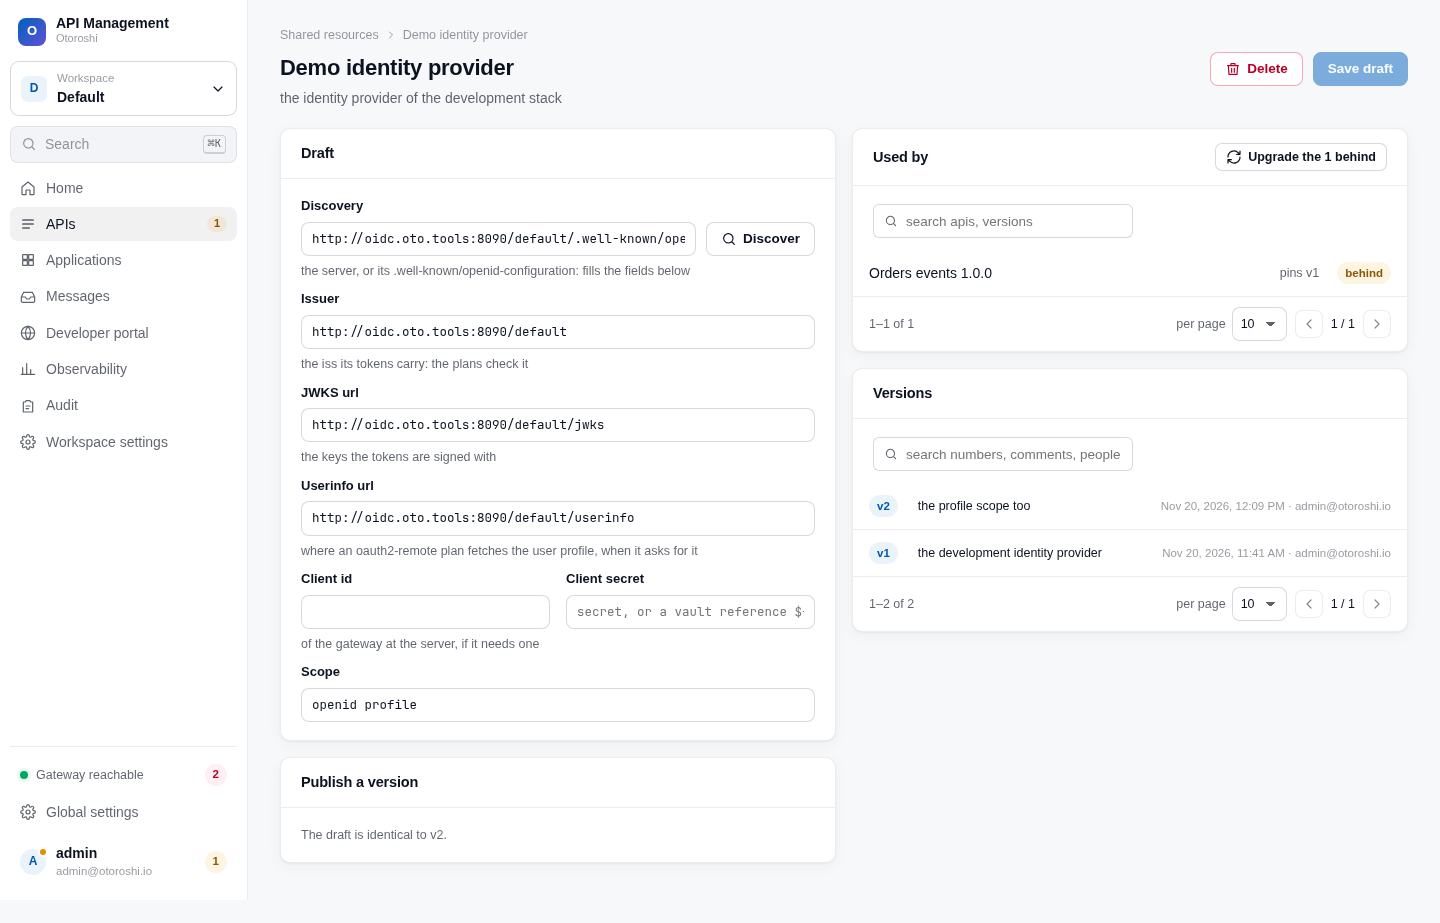 API Management
Otoroshi
D
Workspace
Default
Search
⌘K
Home
APIs 1
Applications
Messages
Developer portal
Observability
Audit
Workspace settings
Gateway reachable 2
Global settings
A
admin
admin@otoroshi.io
1
Shared resources > Demo identity provider
Demo identity provider
the identity provider of the development stack
Delete
Save draft
Draft
Discovery
http://oidc.oto.tools:8090/default/.well-known/ope
Discover
the server, or its .well-known/openid-configuration: fills the fields below
Issuer
http://oidc.oto.tools:8090/default
the iss its tokens carry: the plans check it
JWKS url
http://oidc.oto.tools:8090/default/jwks
the keys the tokens are signed with
Userinfo url
http://oidc.oto.tools:8090/default/userinfo
where an oauth2-remote plan fetches the user profile, when it asks for it
Client id
Client secret
secret, or a vault reference $
of the gateway at the server, if it needs one
Scope
openid profile
Publish a version
The draft is identical to v2.
Used by
Upgrade the 1 behind
search apis, versions
Orders events 1.0.0 pins v1 behind
1–1 of 1 per page 10 1 / 1
Versions
search numbers, comments, people
v2 the profile scope too Nov 20, 2026, 12:09 PM · admin@otoroshi.io
v1 the development identity provider Nov 20, 2026, 11:41 AM · admin@otoroshi.io
1–2 of 2 per page 10 1 / 1
O